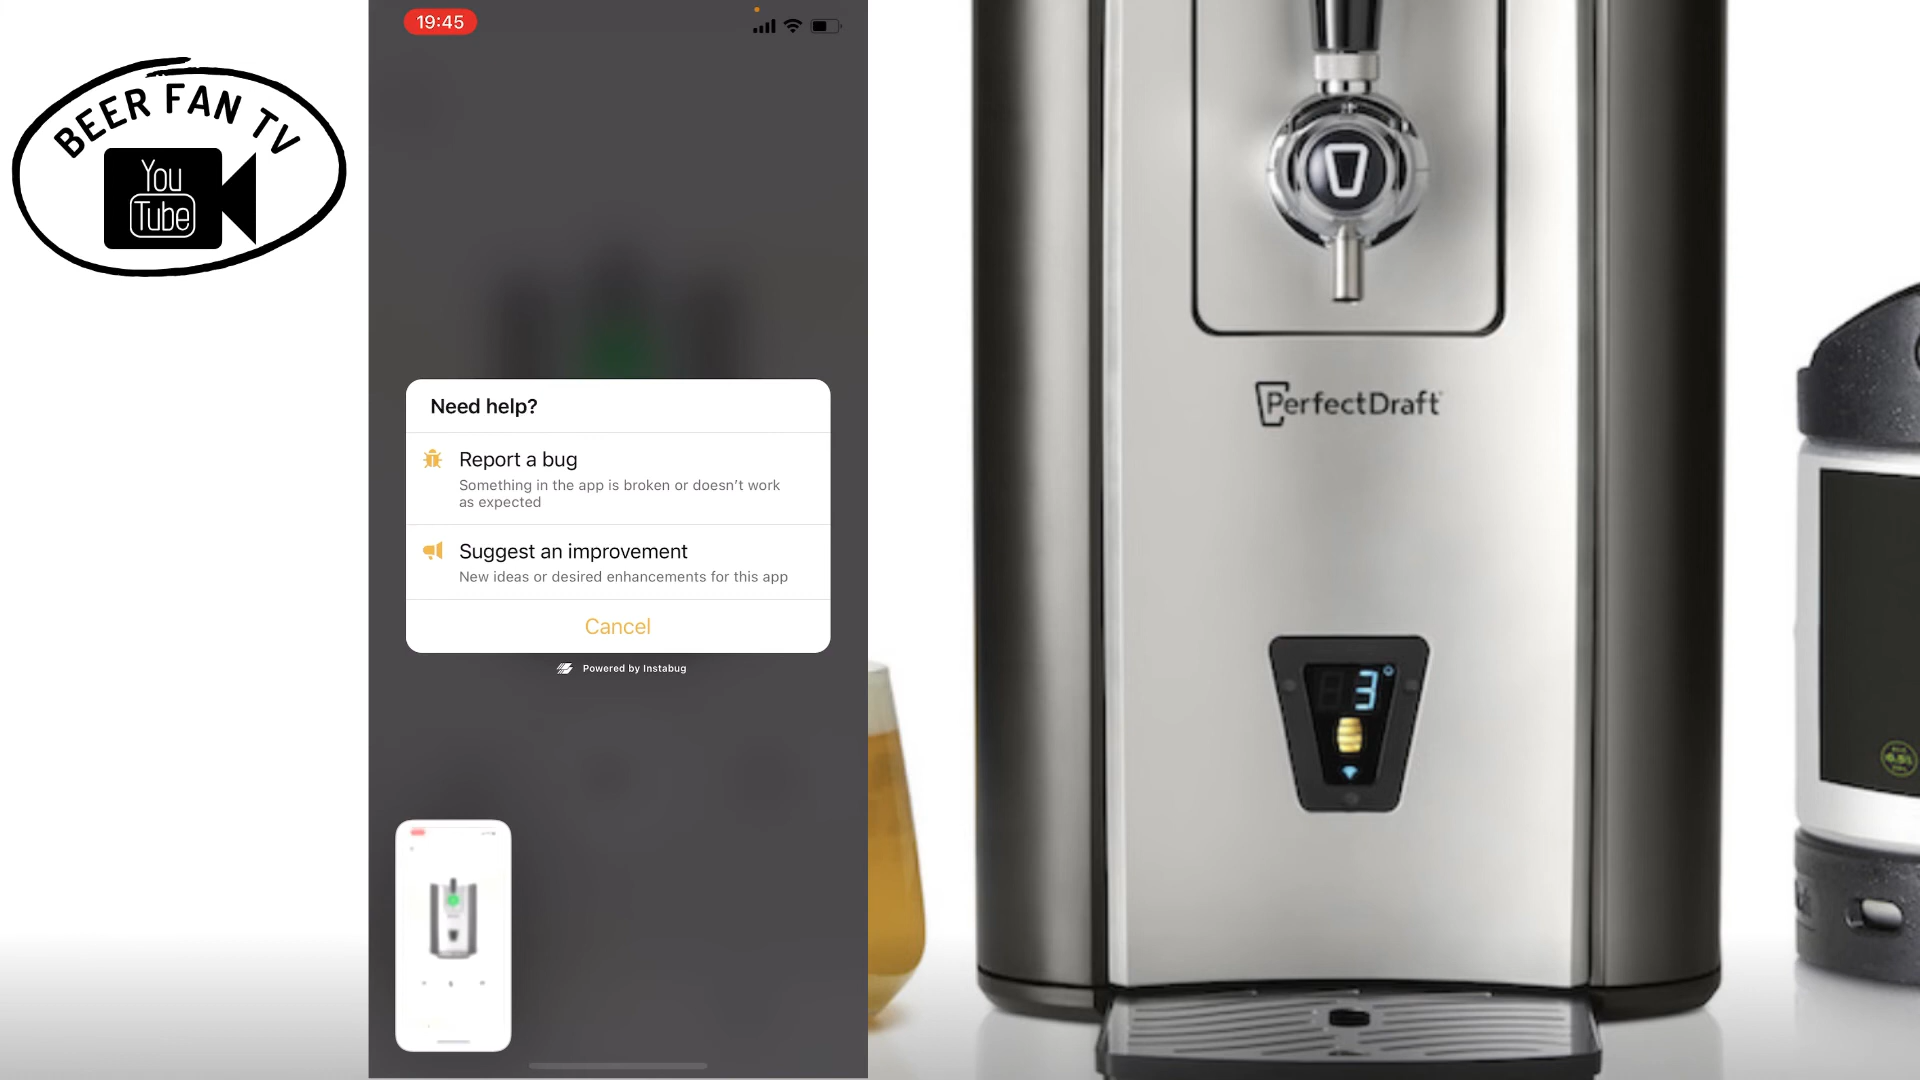 BEER FAN TV
You
Tube
19:45
Need help?
Report a bug
Something in the app is broken or doesn't work
as expected
Suggest an improvement
New ideas or desired enhancements for this app
Cancel
Powered by Instabug
PerfectDraft
3°